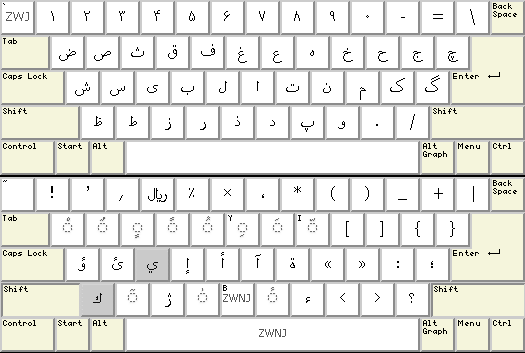 ` ZWJ ۱ ۲ ۳ ۴ ۵ ۶ ۷ ۸ ۹ ۰ - = \ Back Space
Tab ض ص ث ق ف غ ع ه خ ح ج چ
Caps Lock ش س ی ب ل ا ت ن م ک گ Enter
Shift ظ ط ز ر ذ د پ و . / Shift
Control Start Alt Alt Graph Menu Ctrl
! ٬ ٫ ﷼ ٪ × ، * ( ) _ + | Back Space
Tab Y I [ ] { }
Caps Lock ؤ ئ ي إ أ آ ة » « : ؛ Enter
Shift ك ژ B ZWNJ ء < > ؟ Shift
Control Start Alt ZWNJ Alt Graph Menu Ctrl